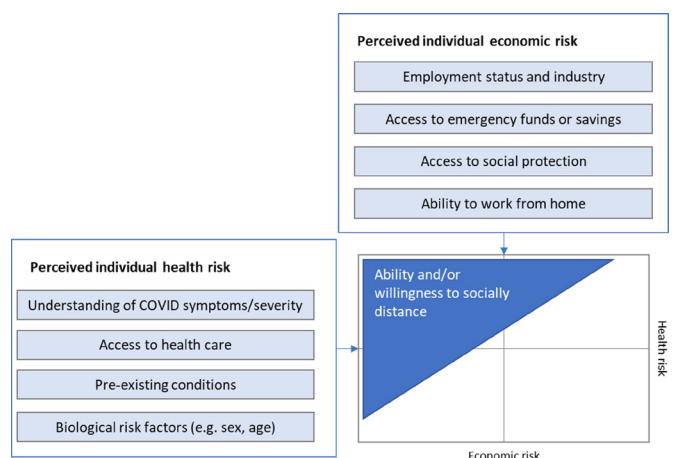 Perceived individual economic risk
Employment status and industry
Access to emergency funds or savings
Access to social protection
Ability to work from home
Perceived individual health risk
Understanding of COVID symptoms/severity
Access to health care
Pre-existing conditions
Biological risk factors (e.g. sex, age)
Ability and/or
willingness to socially
distance
Health risk
Economic risk